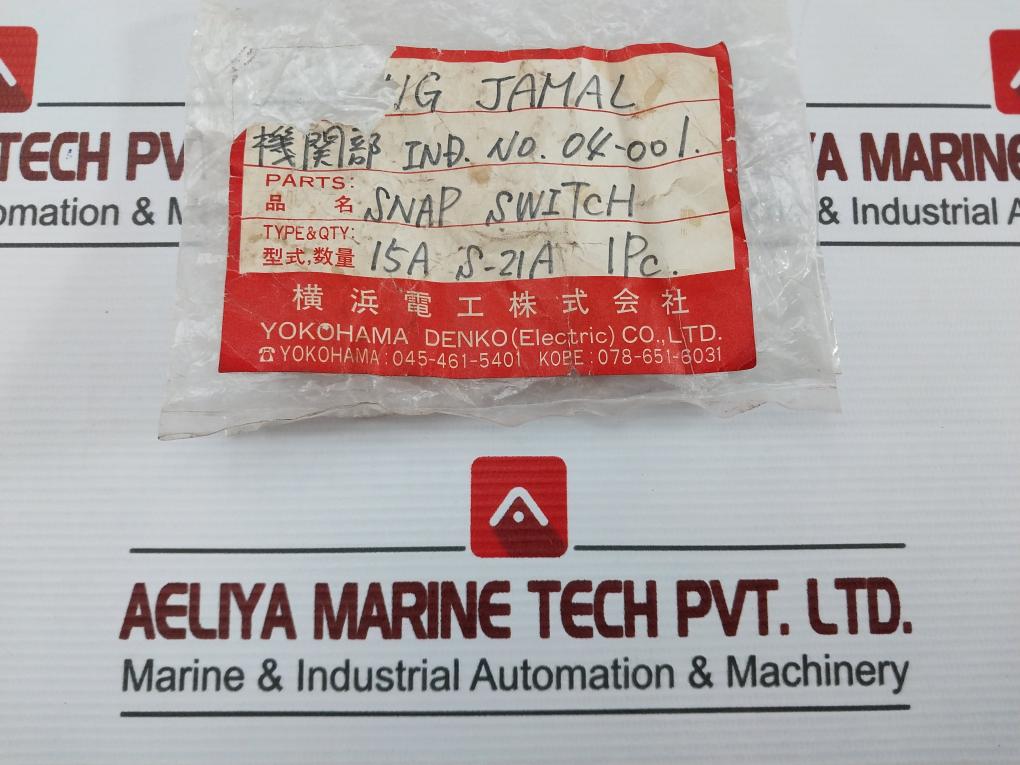 JAMAL
機関部 IND. NO. 04-001.
PARTS:
品 名 SNAP SWITCH
TYPE&QTY:
型式,数量 15A S-21A 1Pc.
横浜電工株式会社
YOKOHAMA DENKO(Electric) CO.,LTD.
☎YOKOHAMA:045-461-5401 KOBE:078-651-6031
TECH PV
omation & M
A MARINE
& Industrial A
AELIYA MARINE TECH PVT. LTD.
Marine & Industrial Automation & Machinery